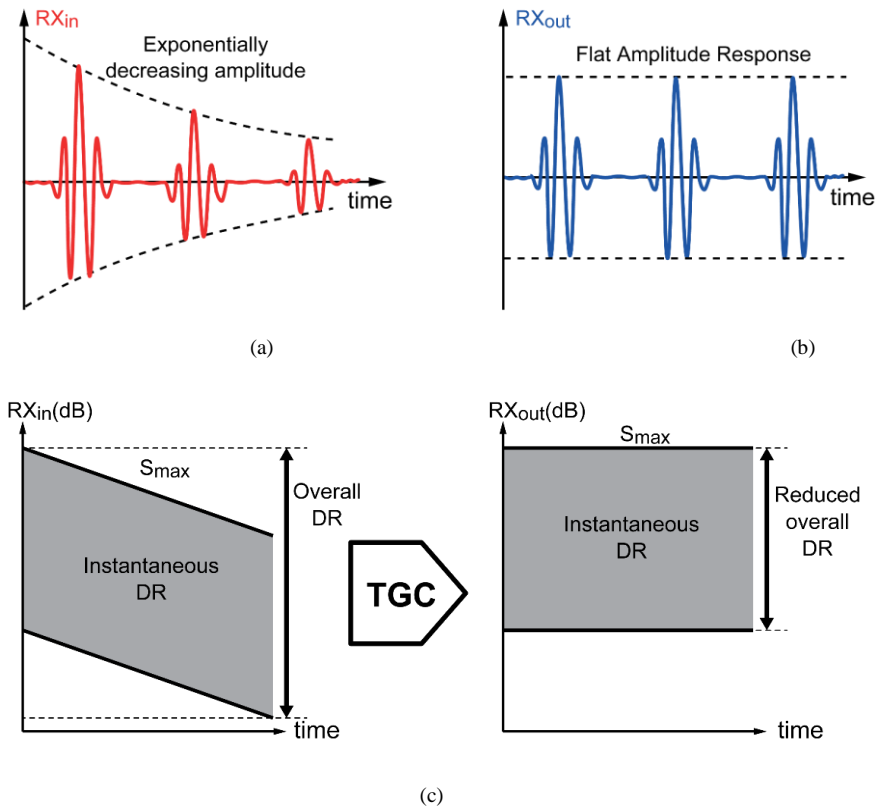 RXin
Exponentially
decreasing amplitude
time
(a)
RXout
Flat Amplitude Response
time
(b)
RXin(dB)
Smax
Overall
DR
Instantaneous
DR
time
TGC
RXout(dB)
Smax
Reduced
overall
DR
Instantaneous
DR
time
(c)